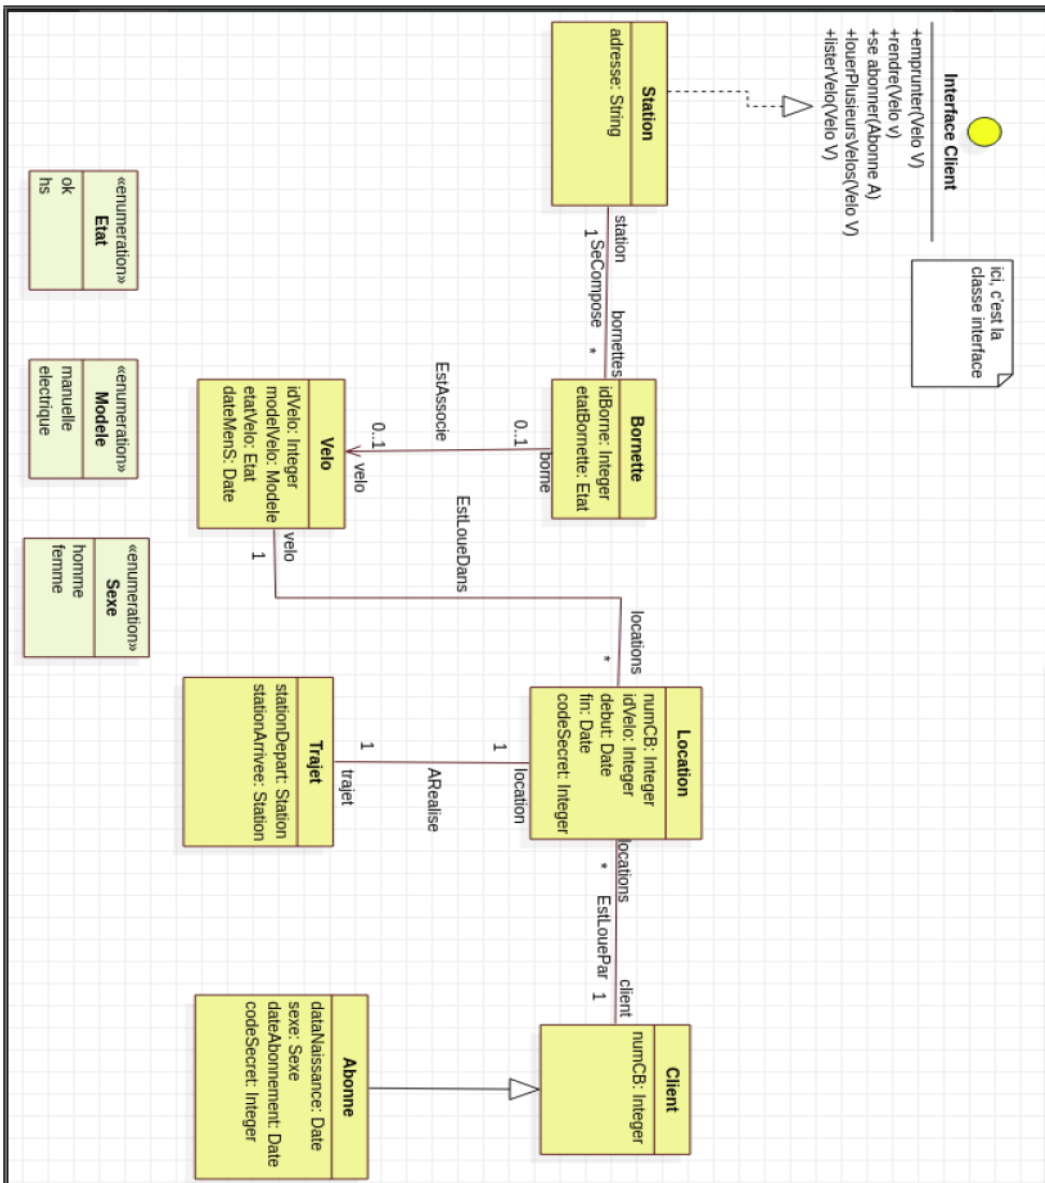 Interface Client
+emprunter(Velo V)
+rendre(Velo v)
+se abonner(Abonne A)
+louerPlusieursVelos(Velo V)
+listerVelo(Velo V)
ici, c'est la
classe interface
Station
adresse: String
station
1
SeCompose
bornettes
*
Bornette
idBorne: Integer
etatBornette: Etat
0..1
borne
EstAssocie
0..1
velo
Velo
idVelo: Integer
modelVelo: Modele
etatVelo: Etat
dateMenS: Date
velo
1
EstLoueDans
locations
*
Location
numCB: Integer
idVelo: Integer
debut: Date
fin: Date
codeSecret: Integer
locations
*
EstLouePar
client
1
Client
numCB: Integer
1
location
ARealise
1
trajet
Trajet
stationDepart: Station
stationArrivee: Station
Abonne
dataNaissance: Date
sexe: Sexe
dateAbonnement: Date
codeSecret: Integer
«enumeration»
Etat
ok
hs
«enumeration»
Modele
manuelle
electrique
«enumeration»
Sexe
homme
femme